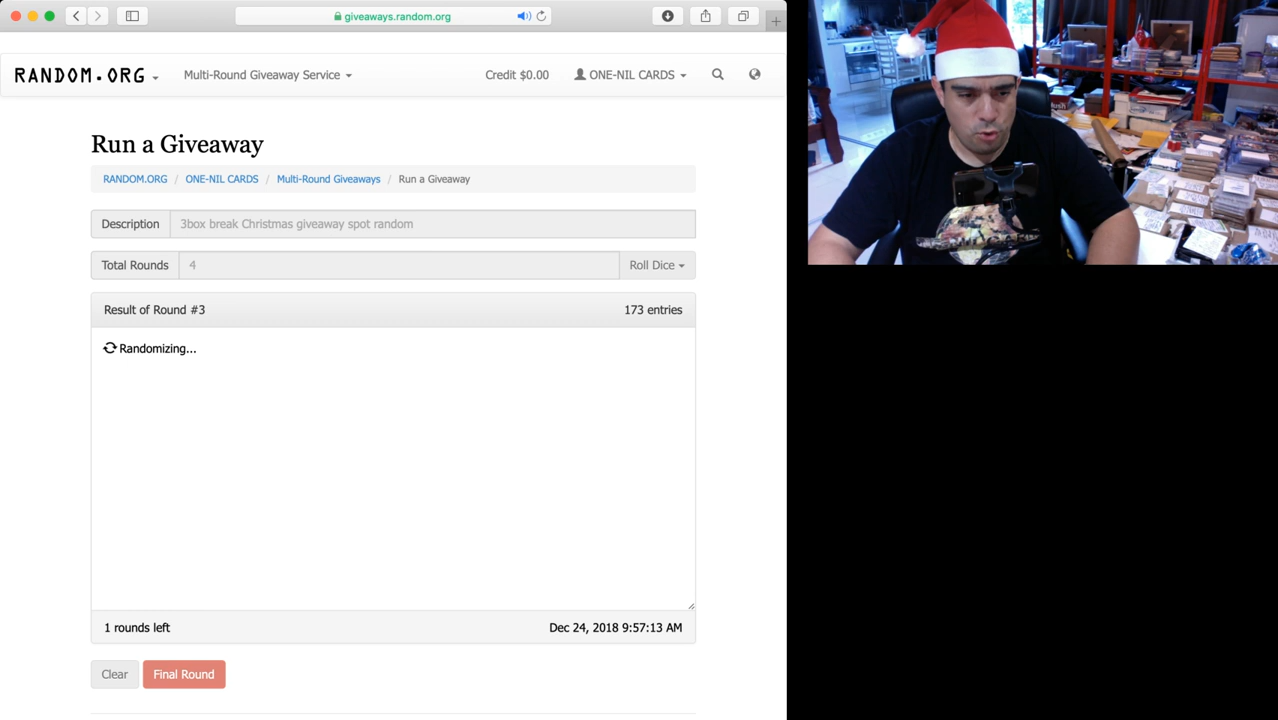 giveaways.random.org
RANDOM.ORG
Multi-Round Giveaway Service
Credit $0.00
ONE-NIL CARDS
Run a Giveaway
RANDOM.ORG / ONE-NIL CARDS / Multi-Round Giveaways / Run a Giveaway
Description 3box break Christmas giveaway spot random
Total Rounds 4 Roll Dice
Result of Round #3 173 entries
Randomizing...
1 rounds left Dec 24, 2018 9:57:13 AM
Clear Final Round